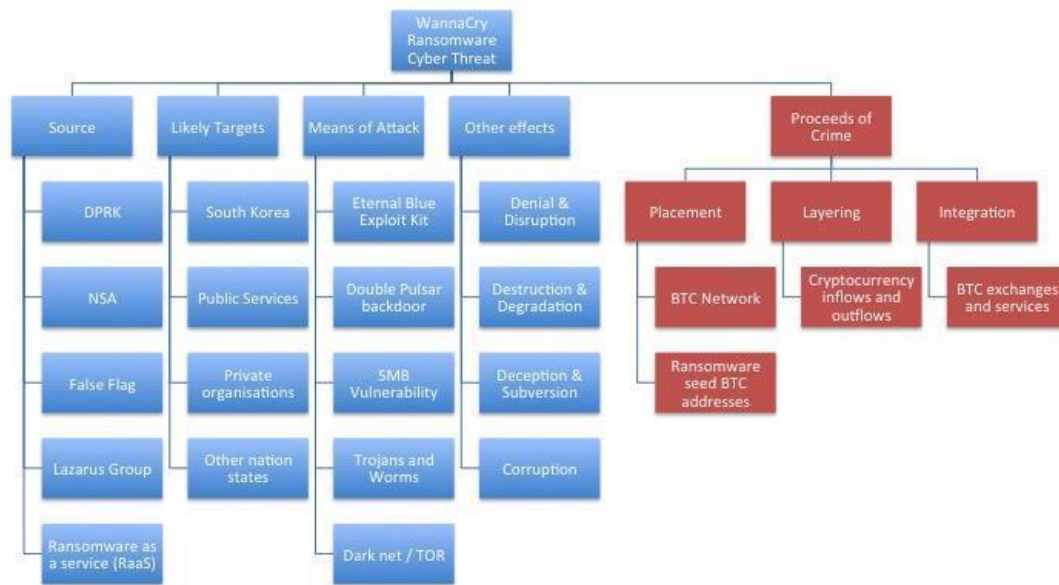 WannaCry
Ransomware
Cyber Threat
Source
Likely Targets
Means of Attack
Other effects
Proceeds of
Crime
DPRK
NSA
False Flag
Lazarus Group
Ransomware as
a service (RaaS)
South Korea
Public Services
Private
organisations
Other nation
states
Eternal Blue
Exploit Kit
Double Pulsar
backdoor
SMB
Vulnerability
Trojans and
Worms
Dark net / TOR
Denial &
Disruption
Destruction &
Degradation
Deception &
Subversion
Corruption
Placement
BTC Network
Ransomware
seed BTC
addresses
Layering
Cryptocurrency
inflows and
outflows
Integration
BTC exchanges
and services